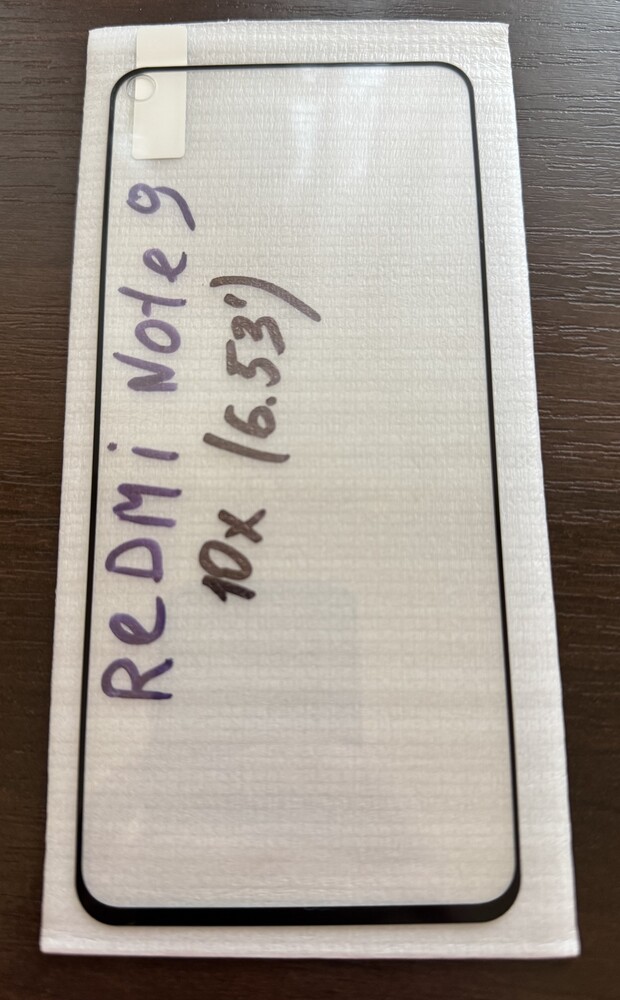 ReDMi Note 9
10x (6.53")